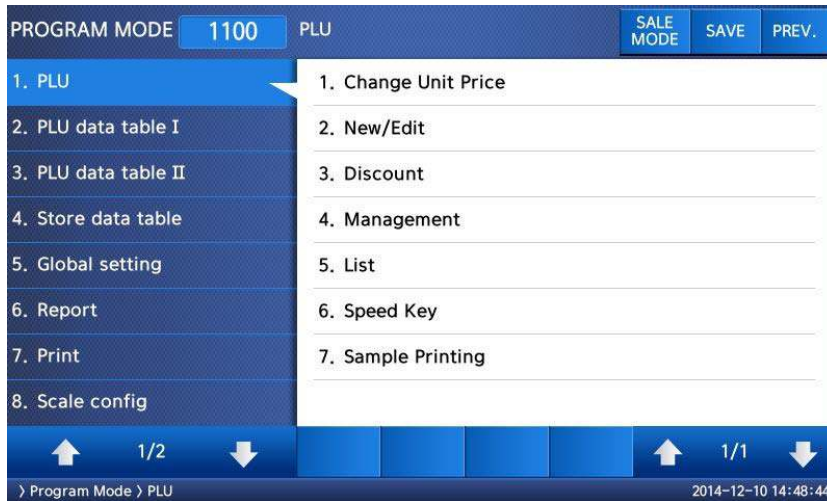 PROGRAM MODE 1100 PLU SALE MODE SAVE PREV.
1. PLU
2. PLU data table I
3. PLU data table II
4. Store data table
5. Global setting
6. Report
7. Print
8. Scale config
1. Change Unit Price
2. New/Edit
3. Discount
4. Management
5. List
6. Speed Key
7. Sample Printing
1/2
1/1
〉Program Mode 〉PLU
2014-12-10 14:48:44